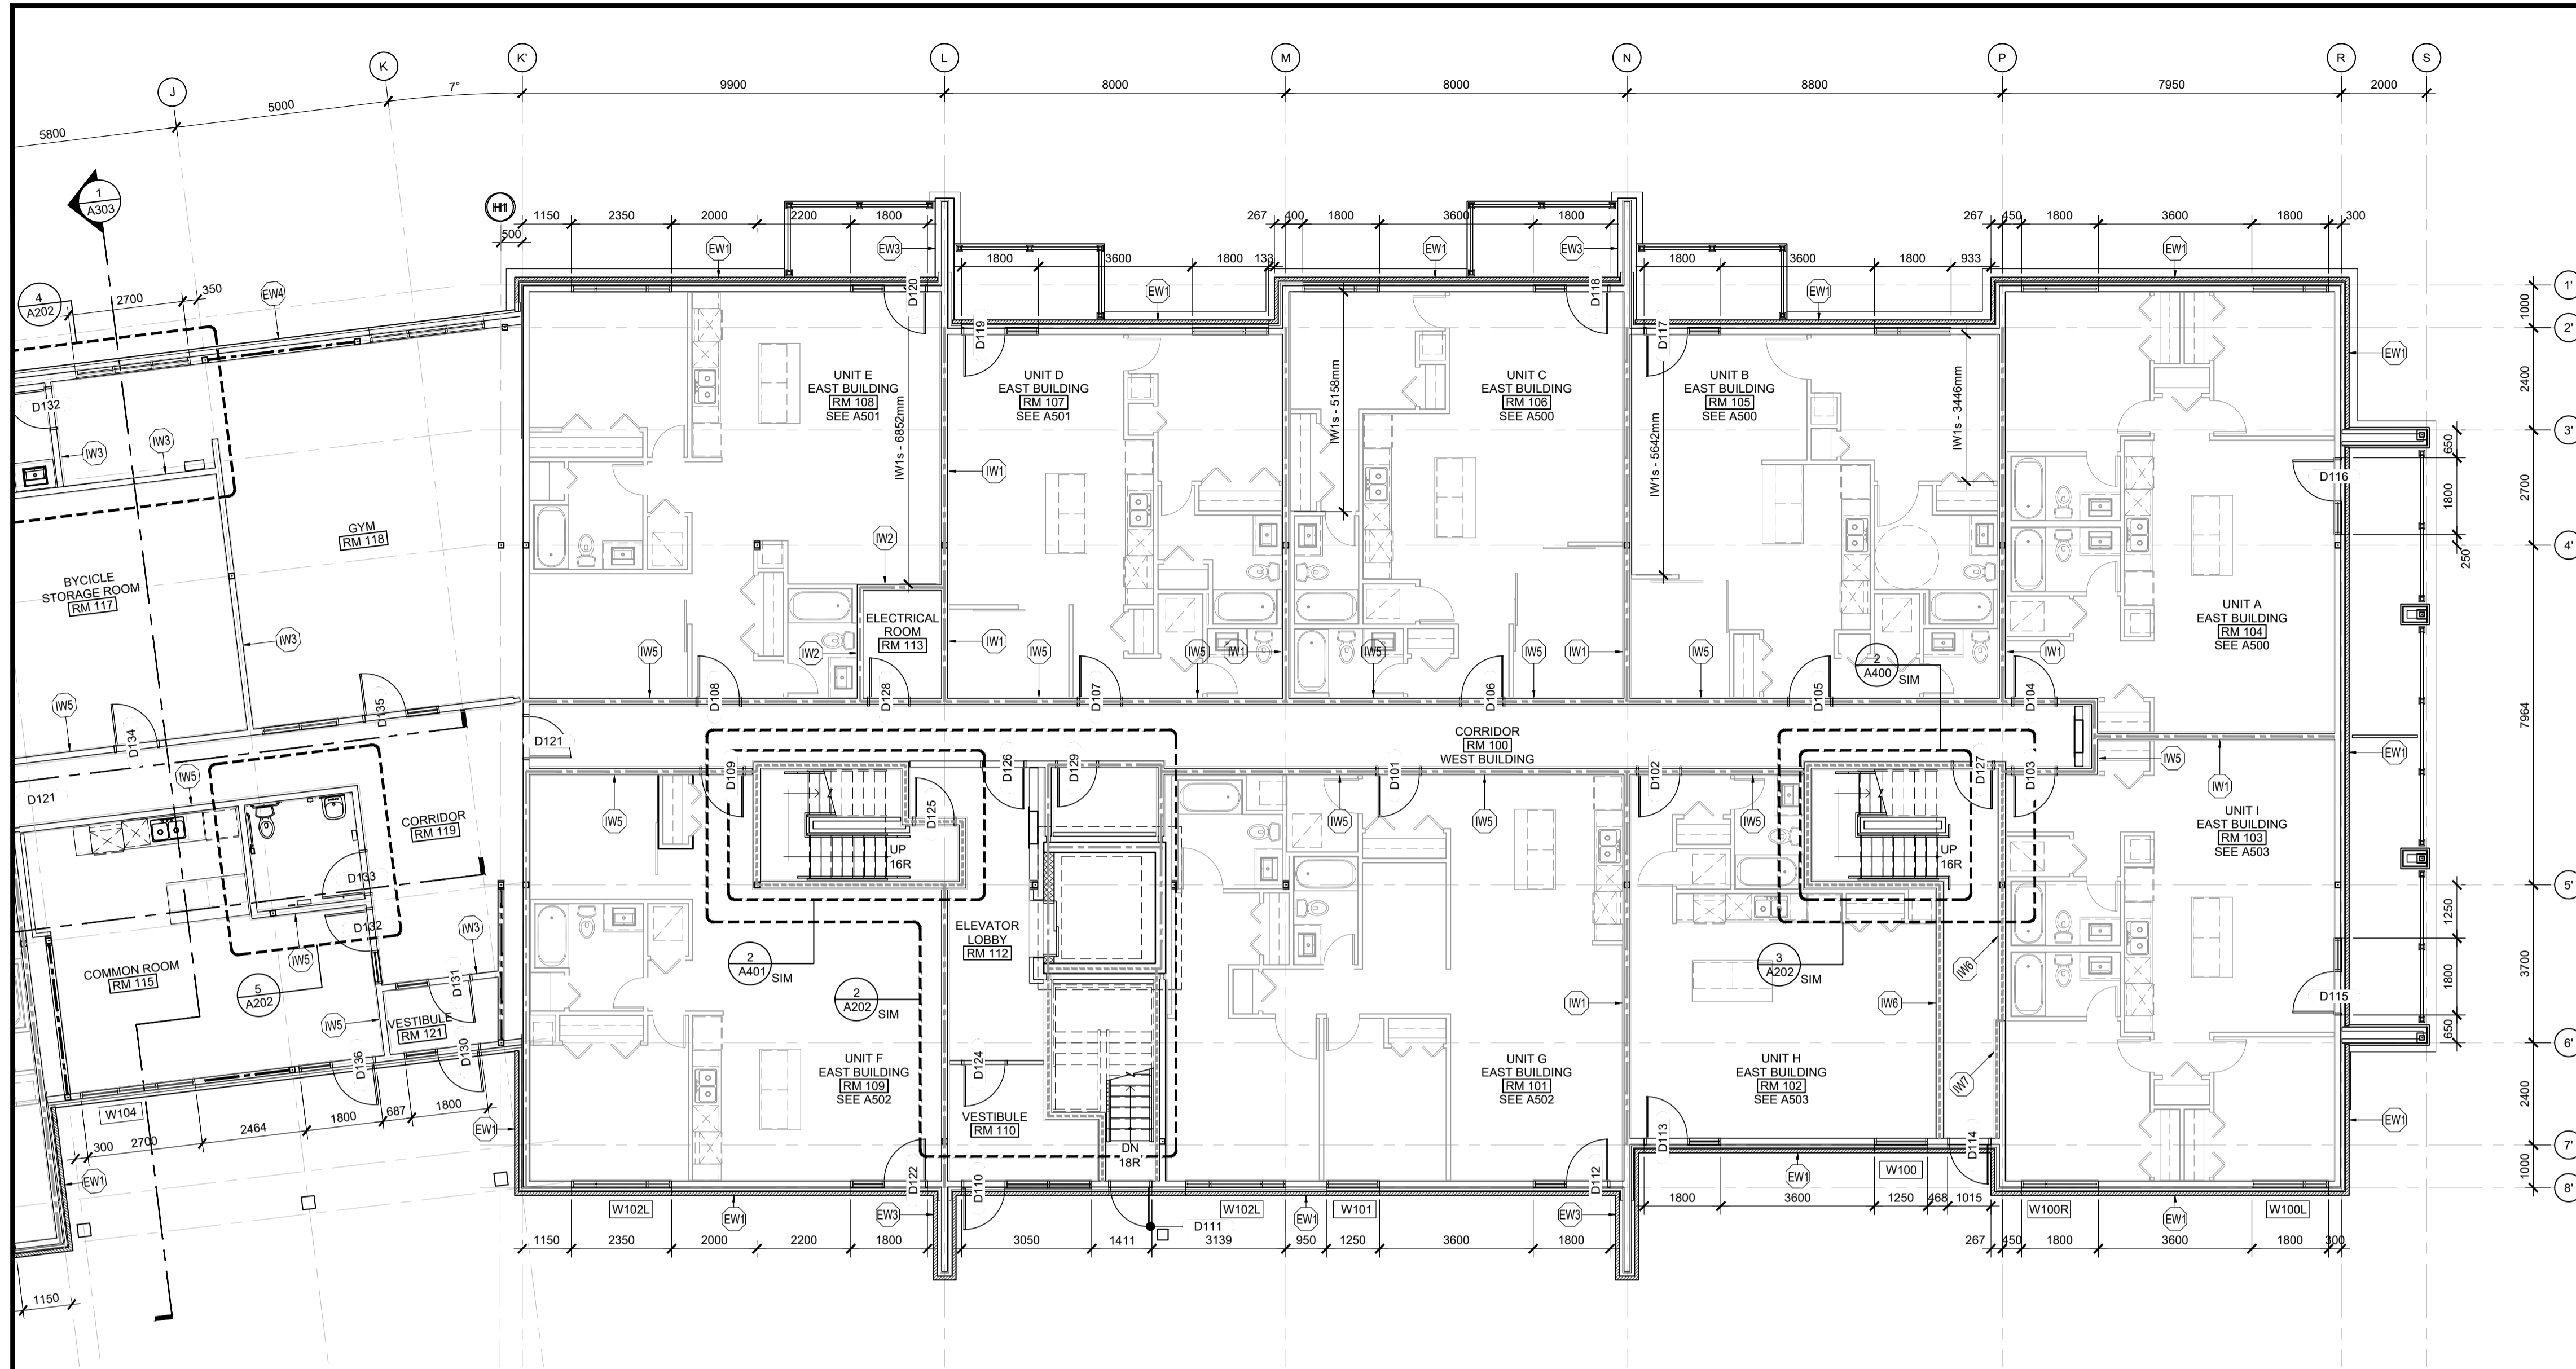 K'
L
M
N
P
R
S
K
J
5800
5000
7°
9900
8000
8000
8800
7950
2000
1
A303
H1
500
1150
2350
2000
2200
1800
267
400
1800
3600
1800
267
450
1800
3600
1800
300
EW1
EW3
EW1
EW3
EW1
1800
3600
1800
133
1800
3600
1800
933
EW1
EW1
4
A202
2700
350
EW4
D120
D119
D118
D117
1'
1000
2'
2400
3'
2700
4'
7964
5'
3700
6'
2400
7'
1000
8'
EW1
650
1800
250
D116
UNIT E
EAST BUILDING
RM 108
SEE A501
UNIT D
EAST BUILDING
RM 107
SEE A501
UNIT C
EAST BUILDING
RM 106
SEE A500
UNIT B
EAST BUILDING
RM 105
SEE A500
IW1s - 6852mm
IW1s - 5158mm
IW1s - 5642mm
IW1s - 3446mm
D132
IW3
IW3
IW1
IW2
GYM
RM 118
BYCICLE
STORAGE ROOM
RM 117
IW3
ELECTRICAL
ROOM
RM 113
UNIT A
EAST BUILDING
RM 104
SEE A500
IW5
IW2
IW1
IW5
IW5
IW1
IW5
IW5
IW1
IW5
2
A400
SIM
IW1
IW5
D134
D135
D108
D128
D107
D106
D105
D104
D121
CORRIDOR
RM 100
WEST BUILDING
EW1
IW5
IW1
D121
IW5
D109
D126
D129
D101
D102
D127
D103
D125
IW5
IW5
IW5
IW5
UP
16R
UP
16R
CORRIDOR
RM 119
UNIT I
EAST BUILDING
RM 103
SEE A503
D133
D132
IW3
IW5
COMMON ROOM
RM 115
5
A202
IW5
D131
VESTIBULE
RM 121
D130
D136
ELEVATOR
LOBBY
RM 112
2
A401
SIM
2
A202
SIM
3
A202
SIM
IW6
IW1
IW6
IW7
D115
1250
1800
650
UNIT F
EAST BUILDING
RM 109
SEE A502
D124
VESTIBULE
RM 110
DN
18R
UNIT G
EAST BUILDING
RM 101
SEE A502
UNIT H
EAST BUILDING
RM 102
SEE A503
W104
300
2700
2464
1800
687
1800
EW1
EW1
EW1
D122
D110
D112
D113
D114
W100
EW1
W102L
EW1
EW3
D111
W102L
EW1
W101
EW3
1800
3600
1250
468
1015
W100R
EW1
W100L
1150
2350
2000
2200
1800
3050
1411
3139
950
1250
3600
1800
267
450
1800
3600
1800
300
1150